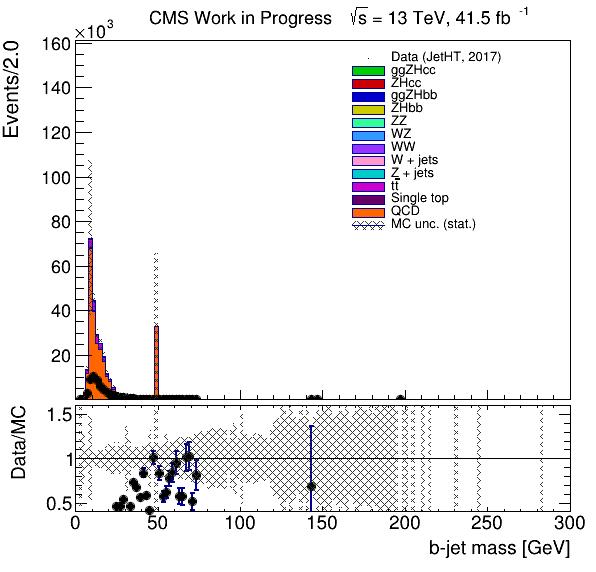 CMS Work in Progress √s = 13 TeV, 41.5 fb⁻¹
×10³
Events/2.0
160
140
120
100
80
60
40
20
Data (JetHT, 2017)
ggZHcc
ZHcc
ggZHbb
ZHbb
ZZ
WZ
WW
W + jets
Z + jets
tt̅
Single top
QCD
MC unc. (stat.)
Data/MC
1.5
1
0.5
0 50 100 150 200 250 300
b-jet mass [GeV]